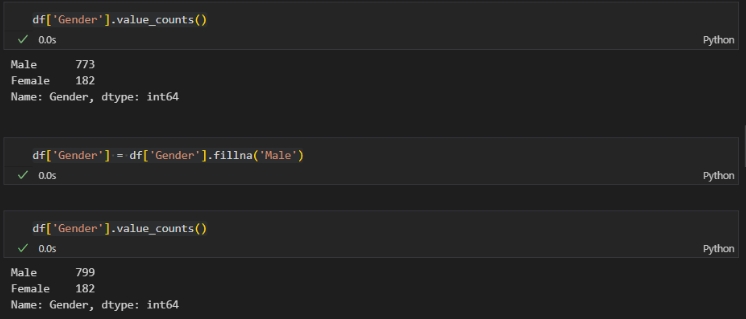 df['Gender'].value_counts()
0.0s
Python
Male 773
Female 182
Name: Gender, dtype: int64
df['Gender'] = df['Gender'].fillna('Male')
0.0s
Python
df['Gender'].value_counts()
0.0s
Python
Male 799
Female 182
Name: Gender, dtype: int64